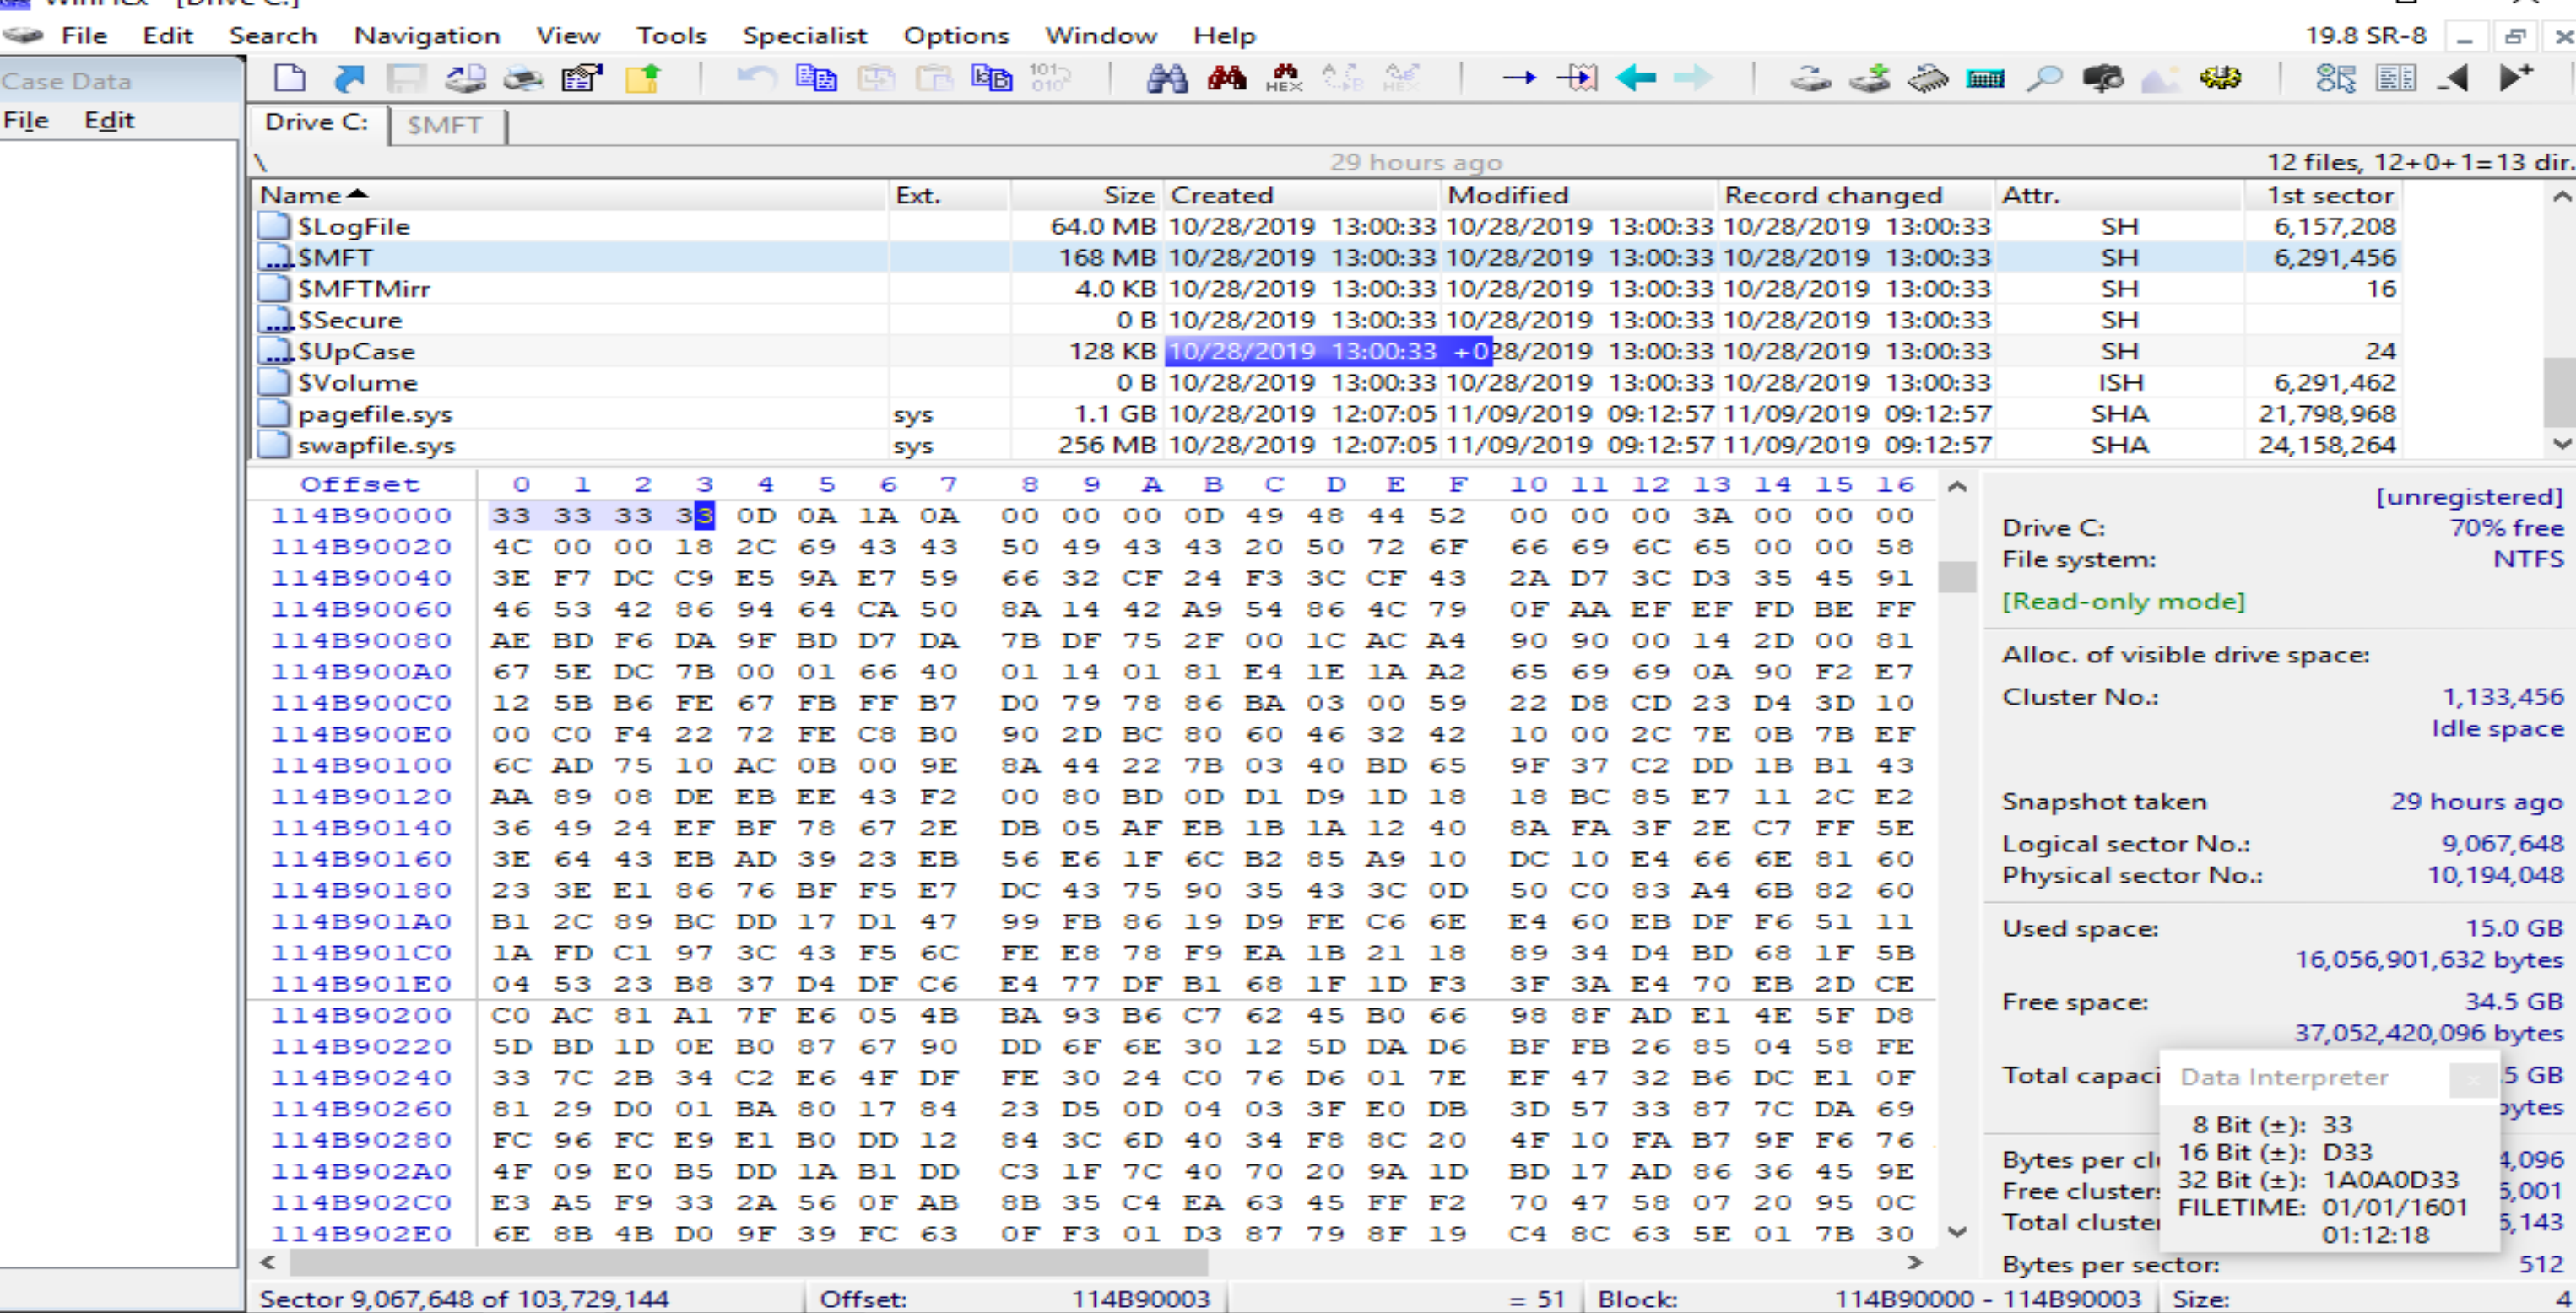 WinHex - [Drive C:]
File Edit Search Navigation View Tools Specialist Options Window Help 19.8 SR-8
Case Data
File Edit
Drive C: $MFT
\ 29 hours ago 12 files, 12+0+1=13 dir.
Name Ext. Size Created Modified Record changed Attr. 1st sector
$LogFile 64.0 MB 10/28/2019 13:00:33 10/28/2019 13:00:33 10/28/2019 13:00:33 SH 6,157,208
$MFT 168 MB 10/28/2019 13:00:33 10/28/2019 13:00:33 10/28/2019 13:00:33 SH 6,291,456
$MFTMirr 4.0 KB 10/28/2019 13:00:33 10/28/2019 13:00:33 10/28/2019 13:00:33 SH 16
$Secure 0 B 10/28/2019 13:00:33 10/28/2019 13:00:33 10/28/2019 13:00:33 SH
$UpCase 128 KB 10/28/2019 13:00:33 +0 28/2019 13:00:33 10/28/2019 13:00:33 SH 24
$Volume 0 B 10/28/2019 13:00:33 10/28/2019 13:00:33 10/28/2019 13:00:33 ISH 6,291,462
pagefile.sys sys 1.1 GB 10/28/2019 12:07:05 11/09/2019 09:12:57 11/09/2019 09:12:57 SHA 21,798,968
swapfile.sys sys 256 MB 10/28/2019 12:07:05 11/09/2019 09:12:57 11/09/2019 09:12:57 SHA 24,158,264
Offset 0 1 2 3 4 5 6 7 8 9 A B C D E F 10 11 12 13 14 15 16
114B90000 33 33 33 33 0D 0A 1A 0A 00 00 00 0D 49 48 44 52 00 00 00 3A 00 00 00
114B90020 4C 00 00 18 2C 69 43 43 50 49 43 43 20 50 72 6F 66 69 6C 65 00 00 58
114B90040 3E F7 DC C9 E5 9A E7 59 66 32 CF 24 F3 3C CF 43 2A D7 3C D3 35 45 91
114B90060 46 53 42 86 94 64 CA 50 8A 14 42 A9 54 86 4C 79 0F AA EF EF FD BE FF
114B90080 AE BD F6 DA 9F BD D7 DA 7B DF 75 2F 00 1C AC A4 90 90 00 14 2D 00 81
114B900A0 67 5E DC 7B 00 01 66 40 01 14 01 81 E4 1E 1A A2 65 69 69 0A 90 F2 E7
114B900C0 12 5B B6 FE 67 FB FF B7 D0 79 78 86 BA 03 00 59 22 D8 CD 23 D4 3D 10
114B900E0 00 C0 F4 22 72 FE C8 B0 90 2D BC 80 60 46 32 42 10 00 2C 7E 0B 7B EF
114B90100 6C AD 75 10 AC 0B 00 9E 8A 44 22 7B 03 40 BD 65 9F 37 C2 DD 1B B1 43
114B90120 AA 89 08 DE EB EE 43 F2 00 80 BD 0D D1 D9 1D 18 18 BC 85 E7 11 2C E2
114B90140 36 49 24 EF BF 78 67 2E DB 05 AF EB 1B 1A 12 40 8A FA 3F 2E C7 FF 5E
114B90160 3E 64 43 EB AD 39 23 EB 56 E6 1F 6C B2 85 A9 10 DC 10 E4 66 6E 81 60
114B90180 23 3E E1 86 76 BF F5 E7 DC 43 75 90 35 43 3C 0D 50 C0 83 A4 6B 82 60
114B901A0 B1 2C 89 BC DD 17 D1 47 99 FB 86 19 D9 FE C6 6E E4 60 EB DF F6 51 11
114B901C0 1A FD C1 97 3C 43 F5 6C FE E8 78 F9 EA 1B 21 18 89 34 D4 BD 68 1F 5B
114B901E0 04 53 23 B8 37 D4 DF C6 E4 77 DF B1 68 1F 1D F3 3F 3A E4 70 EB 2D CE
114B90200 C0 AC 81 A1 7F E6 05 4B BA 93 B6 C7 62 45 B0 66 98 8F AD E1 4E 5F D8
114B90220 5D BD 1D 0E B0 87 67 90 DD 6F 6E 30 12 5D DA D6 BF FB 26 85 04 58 FE
114B90240 33 7C 2B 34 C2 E6 4F DF FE 30 24 C0 76 D6 01 7E EF 47 32 B6 DC E1 0F
114B90260 81 29 D0 01 BA 80 17 84 23 D5 0D 04 03 3F E0 DB 3D 57 33 87 7C DA 69
114B90280 FC 96 FC E9 E1 B0 DD 12 84 3C 6D 40 34 F8 8C 20 4F 10 FA B7 9F F6 76
114B902A0 4F 09 E0 B5 DD 1A B1 DD C3 1F 7C 40 70 20 9A 1D BD 17 AD 86 36 45 9E
114B902C0 E3 A5 F9 33 2A 56 0F AB 8B 35 C4 EA 63 45 FF F2 70 47 58 07 20 95 0C
114B902E0 6E 8B 4B D0 9F 39 FC 63 0F F3 01 D3 87 79 8F 19 C4 8C 63 5E 01 7B 30
[unregistered]
Drive C: 70% free
File system: NTFS
[Read-only mode]
Alloc. of visible drive space:
Cluster No.: 1,133,456
Idle space
Snapshot taken 29 hours ago
Logical sector No.: 9,067,648
Physical sector No.: 10,194,048
Used space: 15.0 GB
16,056,901,632 bytes
Free space: 34.5 GB
37,052,420,096 bytes
Total capaci .5 GB
bytes
Bytes per cl 4,096
Free cluster 5,001
Total cluste 5,143
Bytes per sector: 512
Data Interpreter
8 Bit (±): 33
16 Bit (±): D33
32 Bit (±): 1A0A0D33
FILETIME: 01/01/1601
01:12:18
Sector 9,067,648 of 103,729,144 Offset: 114B90003 = 51 Block: 114B90000 - 114B90003 Size: 4